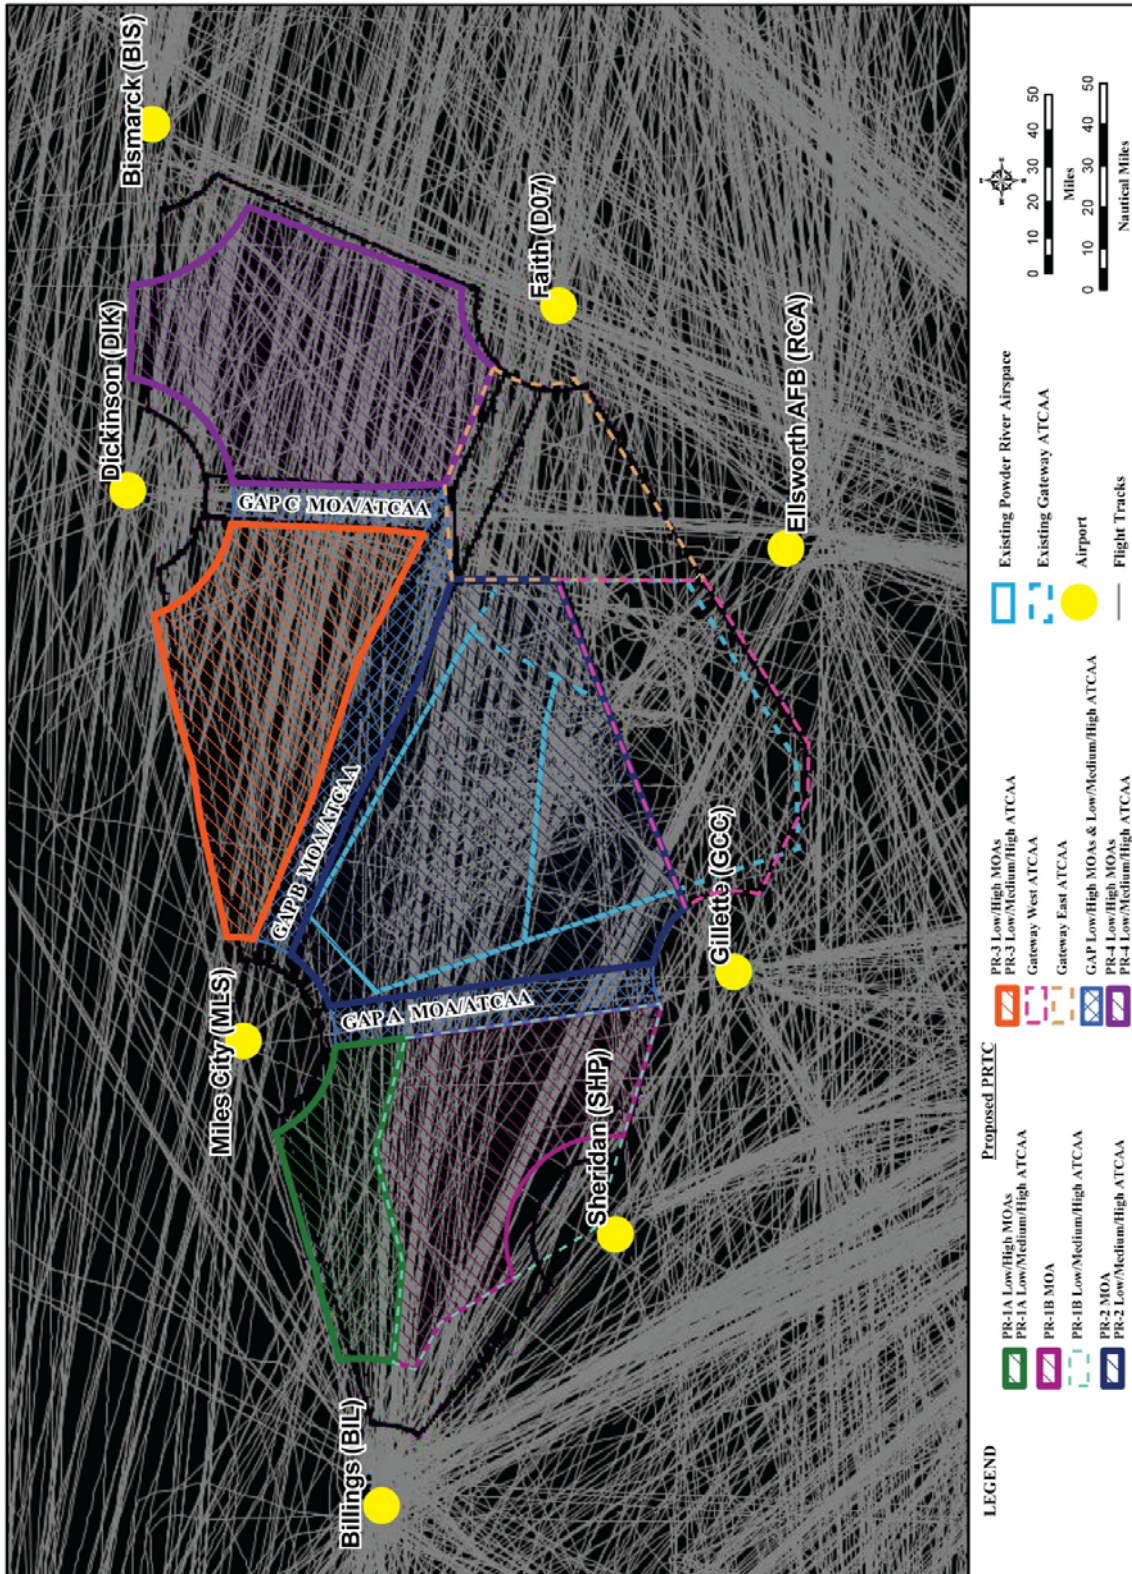 Billings (BIL)
Miles City (MLS)
Sheridan (SHP)
Gillette (GCC)
Dickinson (DIK)
Bismarck (BIS)
Faith (D07)
Ellsworth AFB (RCA)
GAP A MOA/ATCAA
GAP B MOA/ATCAA
GAP C MOA/ATCAA
LEGEND
Proposed PRTC
PR-1A Low/High MOAs
PR-1A Low/Medium/High ATCAA
PR-1B MOA
PR-1B Low/Medium/High ATCAA
PR-2 MOA
PR-2 Low/Medium/High ATCAA
PR-3 Low/High MOAs
PR-3 Low/Medium/High ATCAA
Gateway West ATCAA
Gateway East ATCAA
GAP Low/High MOAs & Low/Medium/High ATCAA
PR-4 Low/High MOAs
PR-4 Low/Medium/High ATCAA
Existing Powder River Airspace
Existing Gateway ATCAA
Airport
Flight Tracks
0 10 20 30 40 50
Miles
0 10 20 30 40 50
Nautical Miles